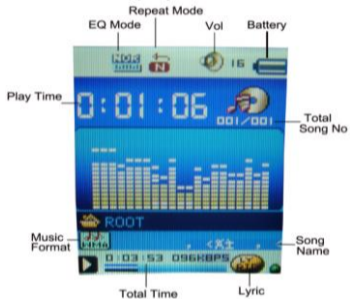 Repeat Mode
EQ Mode
Vol
Battery
NOR
N
16
Play Time
0:01:06
001/001
Total
Song No
ROOT
Music
Format
WMA
Song
Name
0:03:53 096KBPS
Total Time
Lyric